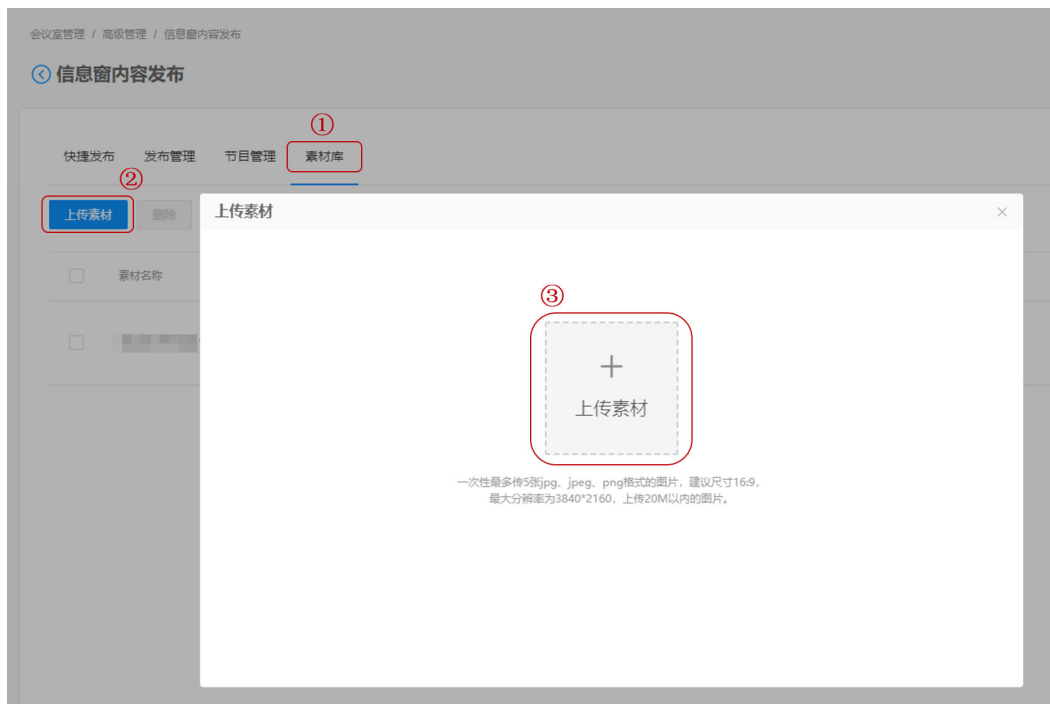 会议室管理 / 高级管理 / 信息窗内容发布
信息窗内容发布
①
快捷发布 发布管理 节目管理 素材库
②
上传素材 删除 上传素材 ×
素材名称
③
+
上传素材
一次性最多传5张jpg、jpeg、png格式的图片，建议尺寸16:9，
最大分辨率为3840*2160，上传20M以内的图片。